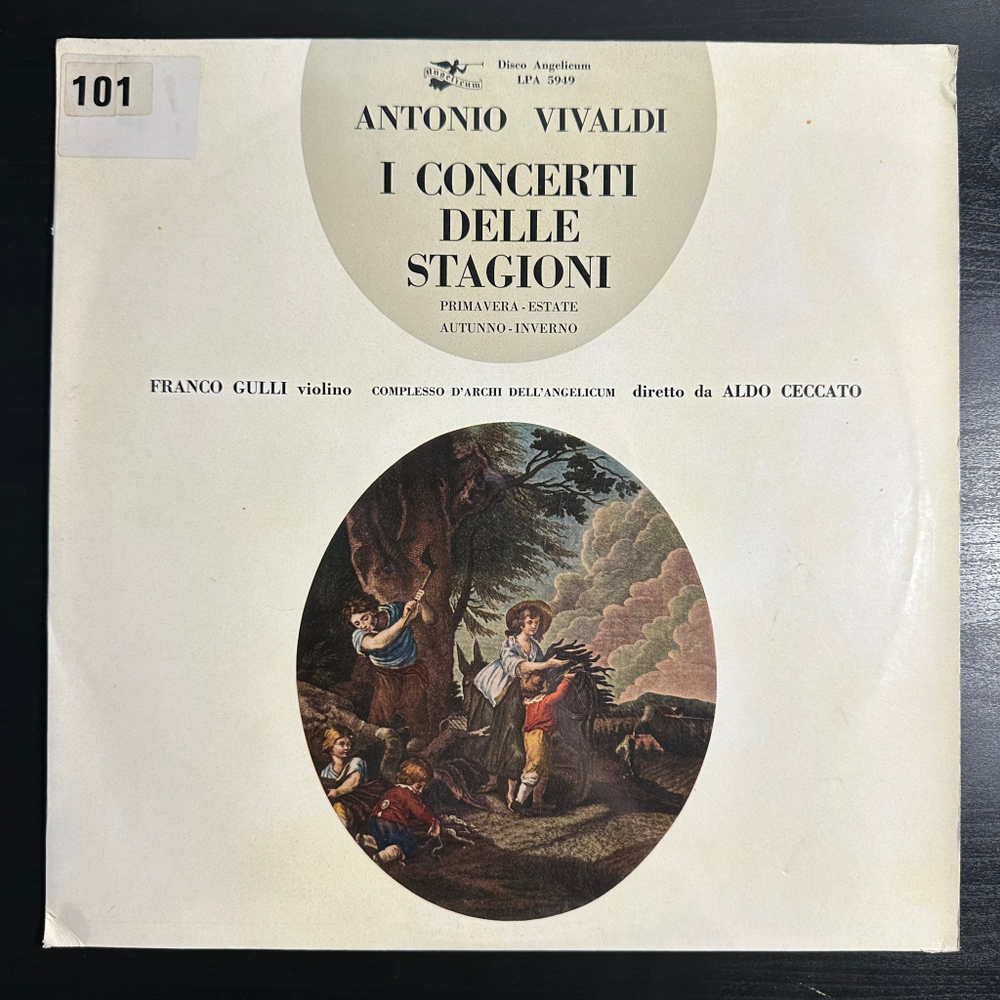 101
angelicum
Disco Angelicum
LPA 5949
ANTONIO VIVALDI
I CONCERTI
DELLE
STAGIONI
PRIMAVERA - ESTATE
AUTUNNO - INVERNO
FRANCO GULLI violino COMPLESSO D'ARCHI DELL'ANGELICUM diretto da ALDO CECCATO